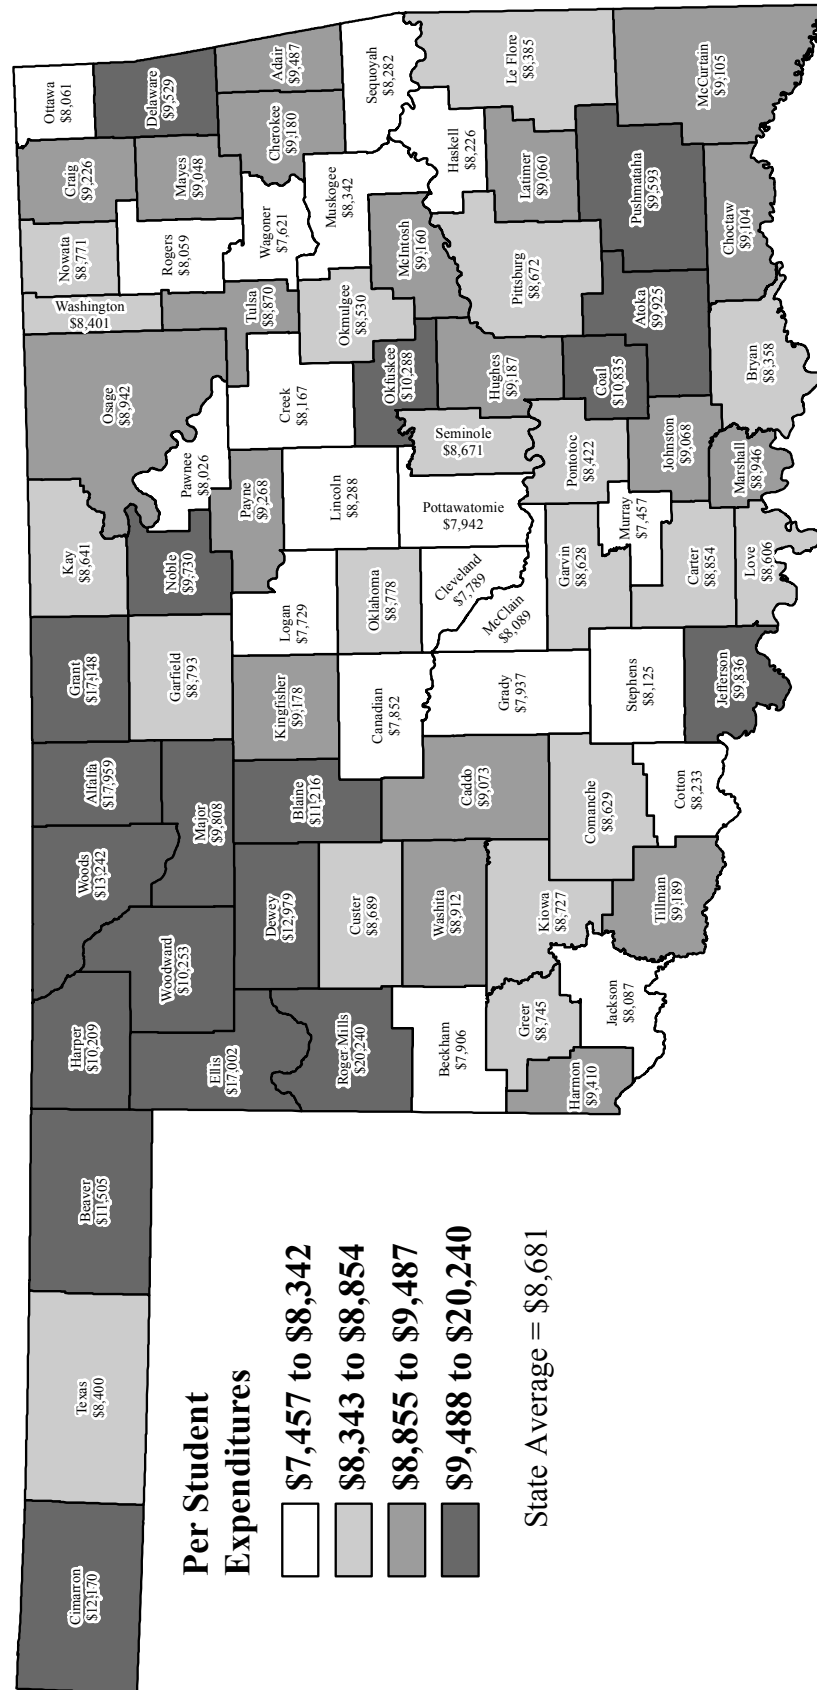 Cimarron
$12,170
Texas
$8,400
Beaver
$11,505
Harper
$10,209
Woods
$13,242
Alfalfa
$17,959
Grant
$17,148
Kay
$8,641
Osage
$8,942
Washington
$8,401
Nowata
$8,771
Craig
$9,226
Ottawa
$8,061
Ellis
$17,002
Woodward
$10,253
Major
$9,808
Garfield
$8,793
Noble
$9,730
Pawnee
$8,026
Rogers
$8,059
Mayes
$9,048
Delaware
$9,529
Roger Mills
$20,240
Dewey
$12,979
Blaine
$11,216
Kingfisher
$9,178
Logan
$7,729
Payne
$9,268
Creek
$8,167
Tulsa
$8,870
Wagoner
$7,621
Cherokee
$9,180
Adair
$9,487
Custer
$8,689
Canadian
$7,852
Oklahoma
$8,778
Lincoln
$8,288
Okfuskee
$10,288
Okmulgee
$8,530
Muskogee
$8,342
Sequoyah
$8,282
Beckham
$7,906
Washita
$8,912
Caddo
$9,073
Grady
$7,937
Cleveland
$7,789
McClain
$8,089
Pottawatomie
$7,942
Seminole
$8,671
Hughes
$9,187
McIntosh
$9,160
Haskell
$8,226
Le Flore
$8,385
Greer
$8,745
Kiowa
$8,727
Comanche
$8,629
Garvin
$8,628
Pontotoc
$8,422
Coal
$10,835
Pittsburg
$8,672
Latimer
$9,060
Harmon
$9,410
Jackson
$8,087
Tillman
$9,189
Cotton
$8,233
Stephens
$8,125
Murray
$7,457
Johnston
$9,068
Atoka
$9,925
Pushmataha
$9,593
McCurtain
$9,105
Jefferson
$9,836
Carter
$8,854
Love
$8,606
Marshall
$8,946
Bryan
$8,358
Choctaw
$9,104
Per Student
Expenditures
$7,457 to $8,342
$8,343 to $8,854
$8,855 to $9,487
$9,488 to $20,240
State Average = $8,681